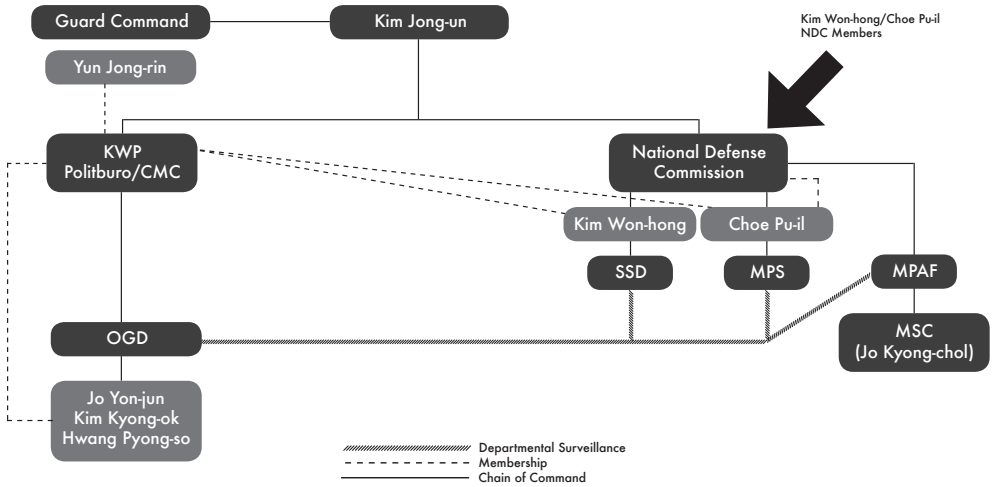 Guard Command
Kim Jong-un
Kim Won-hong/Choe Pu-il
NDC Members
Yun Jong-rin
KWP
Politburo/CMC
National Defense
Commission
Kim Won-hong
Choe Pu-il
SSD
MPS
MPAF
OGD
MSC
(Jo Kyong-chol)
Jo Yon-jun
Kim Kyong-ok
Hwang Pyong-so
Departmental Surveillance
Membership
Chain of Command